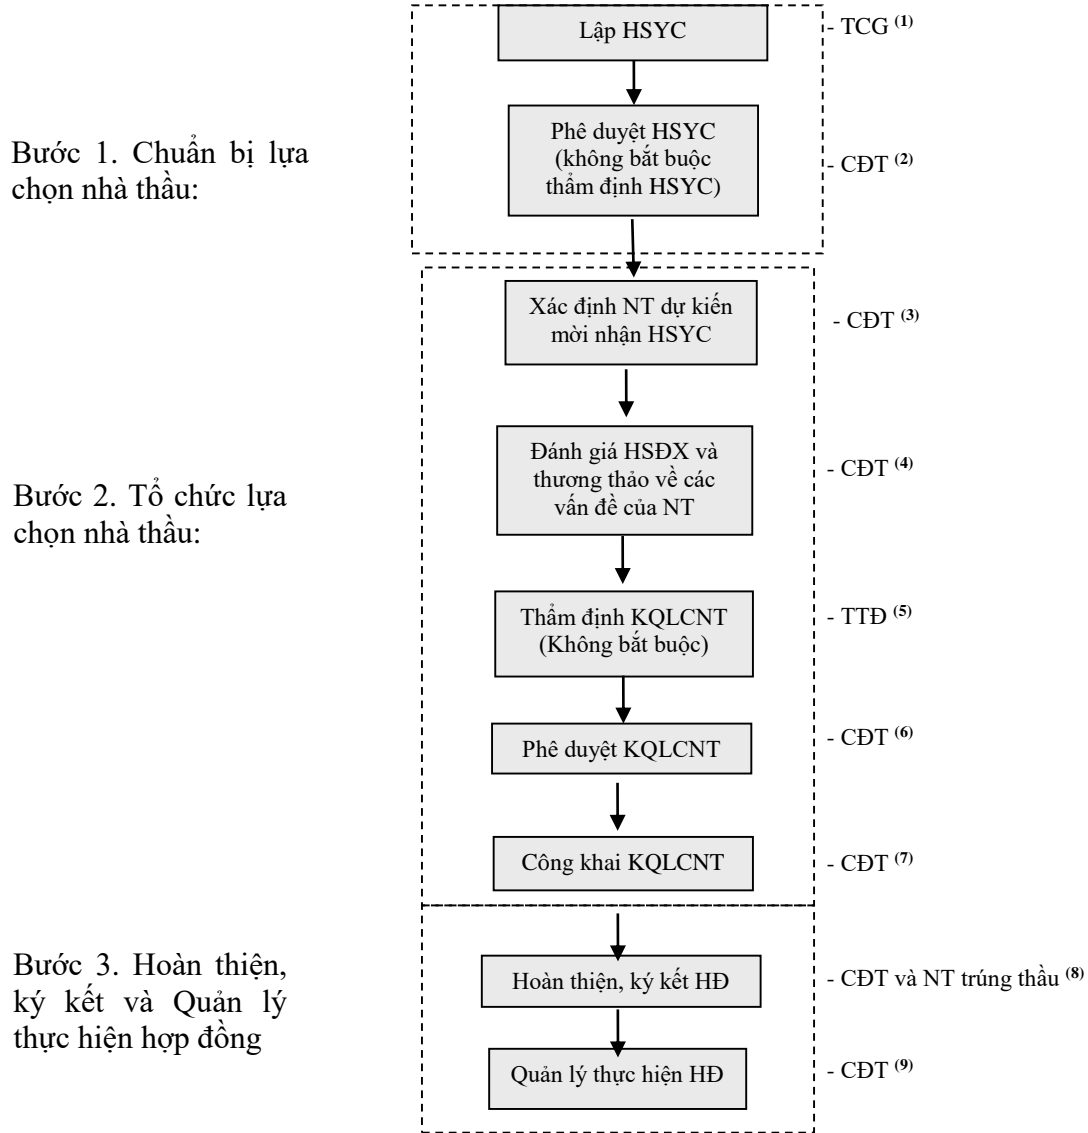 Lập HSYC
- TCG (1)
Bước 1. Chuẩn bị lựa
chọn nhà thầu:
Phê duyệt HSYC
(không bắt buộc
thẩm định HSYC)
- CĐT (2)
Xác định NT dự kiến
mời nhận HSYC
- CĐT (3)
Bước 2. Tổ chức lựa
chọn nhà thầu:
Đánh giá HSĐX và
thương thảo về các
vấn đề của NT
- CĐT (4)
Thẩm định KQLCNT
(Không bắt buộc)
- TTĐ (5)
Phê duyệt KQLCNT
- CĐT (6)
Công khai KQLCNT
- CĐT (7)
Bước 3. Hoàn thiện,
ký kết và Quản lý
thực hiện hợp đồng
Hoàn thiện, ký kết HĐ
- CĐT và NT trúng thầu (8)
Quản lý thực hiện HĐ
- CĐT (9)